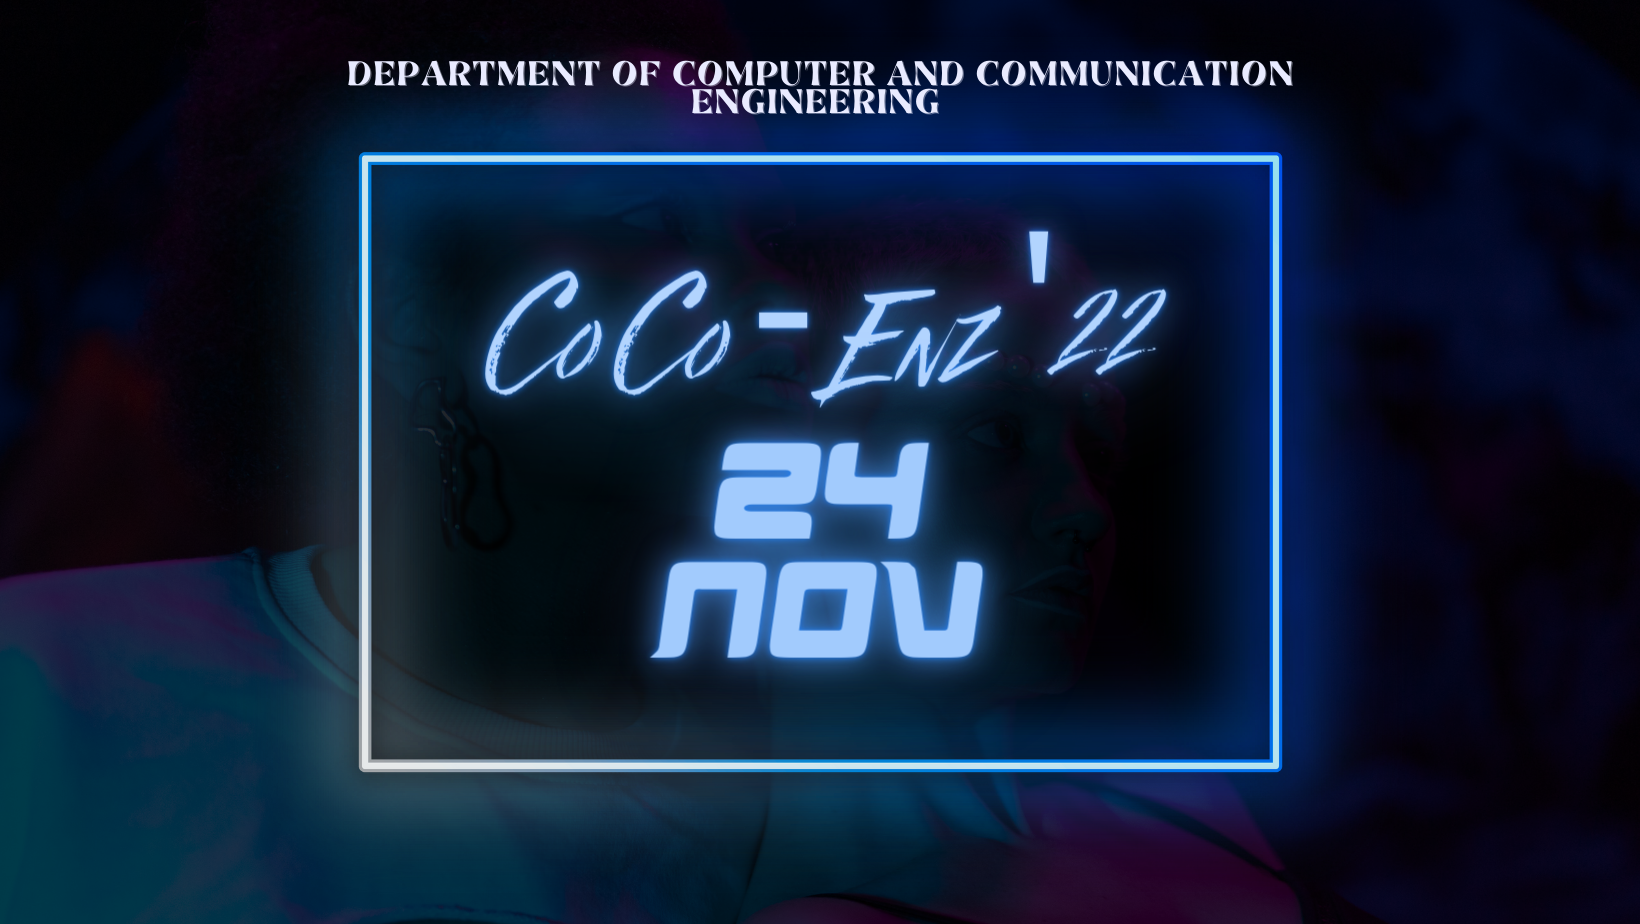 DEPARTMENT OF COMPUTER AND COMMUNICATION
ENGINEERING
CoCo-Enz'22
24
NOV